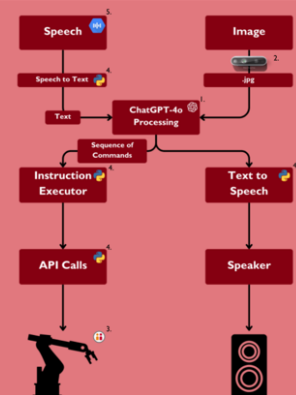 5.
Speech
Image
2.
4.
Speech to Text
.jpg
Text
1.
ChatGPT-4o
Processing
Sequence of
Commands
4.
Instruction
Executor
Text to
Speech
4.
API Calls
Speaker
3.